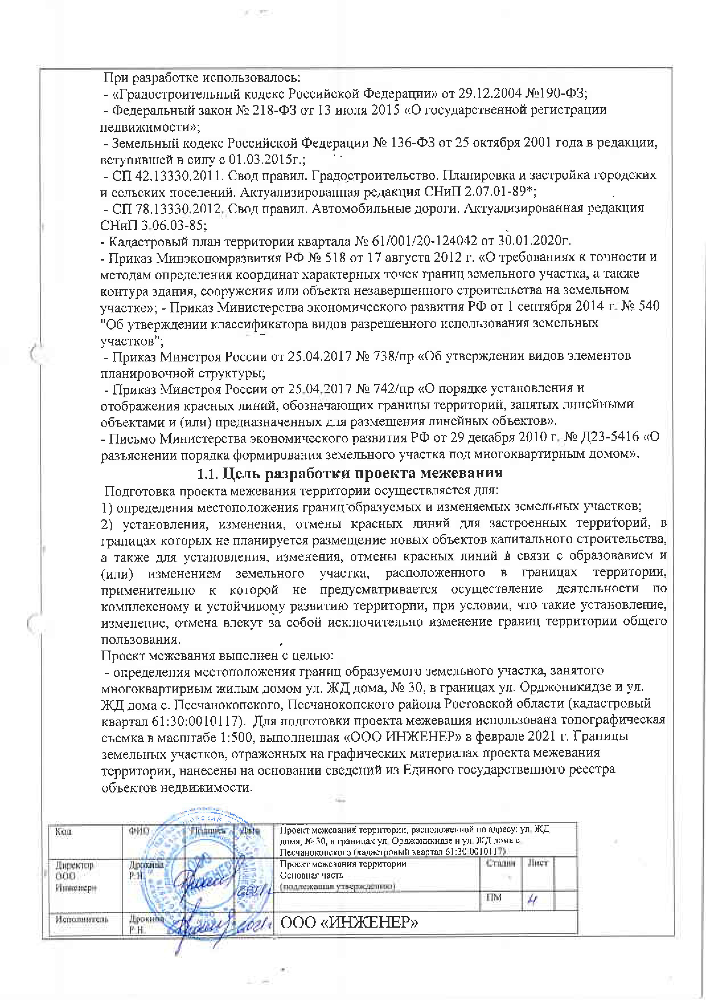 При разработке использовалось:
- «Градостроительный кодекс Российской Федерации» от 29.12.2004 №190-ФЗ;
- Федеральный закон № 218-ФЗ от 13 июля 2015 «О государственной регистрации
недвижимости»;
- Земельный кодекс Российской Федерации № 136-ФЗ от 25 октября 2001 года в редакции,
вступившей в силу с 01.03.2015г.;
- СП 42.13330.2011. Свод правил. Градостроительство. Планировка и застройка городских
и сельских поселений. Актуализированная редакция СНиП 2.07.01-89*;
- СП 78.13330.2012. Свод правил. Автомобильные дороги. Актуализированная редакция
СНиП 3.06.03-85;
- Кадастровый план территории квартала № 61/001/20-124042 от 30.01.2020г.
- Приказ Минэкономразвития РФ № 518 от 17 августа 2012 г. «О требованиях к точности и
методам определения координат характерных точек границ земельного участка, а также
контура здания, сооружения или объекта незавершенного строительства на земельном
участке»; - Приказ Министерства экономического развития РФ от 1 сентября 2014 г. № 540
"Об утверждении классификатора видов разрешенного использования земельных
участков";
- Приказ Минстроя России от 25.04.2017 № 738/пр «Об утверждении видов элементов
планировочной структуры;
- Приказ Минстроя России от 25.04.2017 № 742/пр «О порядке установления и
отображения красных линий, обозначающих границы территорий, занятых линейными
объектами и (или) предназначенных для размещения линейных объектов».
- Письмо Министерства экономического развития РФ от 29 декабря 2010 г. № Д23-5416 «О
разъяснении порядка формирования земельного участка под многоквартирным домом».
1.1. Цель разработки проекта межевания
Подготовка проекта межевания территории осуществляется для:
1) определения местоположения границ образуемых и изменяемых земельных участков;
2) установления, изменения, отмены красных линий для застроенных территорий, в
границах которых не планируется размещение новых объектов капитального строительства,
а также для установления, изменения, отмены красных линий в связи с образовавием и
(или) изменением земельного участка, расположенного в границах территории,
применительно к которой не предусматривается осуществление деятельности по
комплексному и устойчивому развитию территории, при условии, что такие установление,
изменение, отмена влекут за собой исключительно изменение границ территории общего
пользования.
Проект межевания выполнен с целью:
- определения местоположения границ образуемого земельного участка, занятого
многоквартирным жилым домом ул. ЖД дома, № 30, в границах ул. Орджоникидзе и ул.
ЖД дома с. Песчанокопского, Песчанокопского района Ростовской области (кадастровый
квартал 61:30:0010117). Для подготовки проекта межевания использована топографическая
съемка в масштабе 1:500, выполненная «ООО ИНЖЕНЕР» в феврале 2021 г. Границы
земельных участков, отраженных на графических материалах проекта межевания
территории, нанесены на основании сведений из Единого государственного реестра
объектов недвижимости.
Код ФИО Подпись Дата
Проект межевания территории, расположенной по адресу: ул. ЖД
дома, № 30, в границах ул. Орджоникидзе и ул. ЖД дома с
Песчанокопского (кадастровый квартал 61:30 0010117)
Директор
ООО
Инженери
Дрокина
Р.Н.
2021г
Проект межевания территории
Основная часть
(подлежащая утверждению)
Стадия Лист
ПМ 4
Исполнитель
Дрокина
Р.Н.
2021г
ООО «ИНЖЕНЕР»
ООО
ИНЖЕНЕР